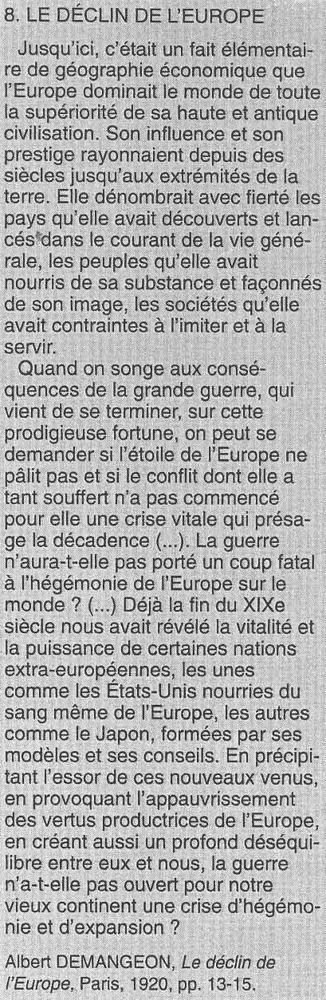 8. LE DÉCLIN DE L'EUROPE
Jusqu'ici, c'était un fait élémentai-
re de géographie économique que
l'Europe dominait le monde de toute
la supériorité de sa haute et antique
civilisation. Son influence et son
prestige rayonnaient depuis des
siècles jusqu'aux extrémités de la
terre. Elle dénombrait avec fierté les
pays qu'elle avait découverts et lan-
cés dans le courant de la vie géné-
rale, les peuples qu'elle avait
nourris de sa substance et façonnés
de son image, les sociétés qu'elle
avait contraintes à l'imiter et à la
servir.
Quand on songe aux consé-
quences de la grande guerre, qui
vient de se terminer, sur cette
prodigieuse fortune, on peut se
demander si l'étoile de l'Europe ne
pâlit pas et si le conflit dont elle a
tant souffert n'a pas commencé
pour elle une crise vitale qui présa-
ge la décadence (...). La guerre
n'aura-t-elle pas porté un coup fatal
à l'hégémonie de l'Europe sur le
monde ? (...) Déjà la fin du XIXe
siècle nous avait révélé la vitalité et
la puissance de certaines nations
extra-européennes, les unes
comme les États-Unis nourries du
sang même de l'Europe, les autres
comme le Japon, formées par ses
modèles et ses conseils. En précipi-
tant l'essor de ces nouveaux venus,
en provoquant l'appauvrissement
des vertus productrices de l'Europe,
en créant aussi un profond déséqui-
libre entre eux et nous, la guerre
n'a-t-elle pas ouvert pour notre
vieux continent une crise d'hégémo-
nie et d'expansion ?
Albert DEMANGEON, Le déclin de
l'Europe, Paris, 1920, pp. 13-15.